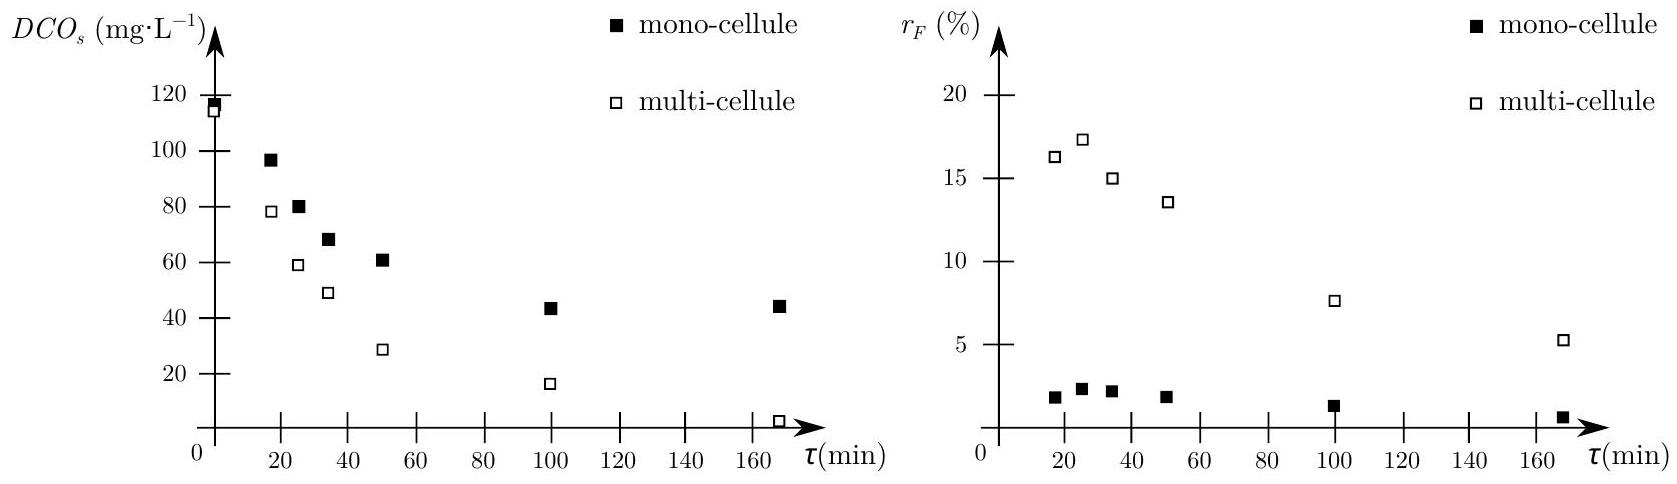 DCOₛ (mg·L⁻¹)
mono-cellule
multi-cellule
120
100
80
60
40
20
0
20 40 60 80 100 120 140 160 τ(min)
r_F (%)
mono-cellule
multi-cellule
20
15
10
5
0
20 40 60 80 100 120 140 160 τ(min)